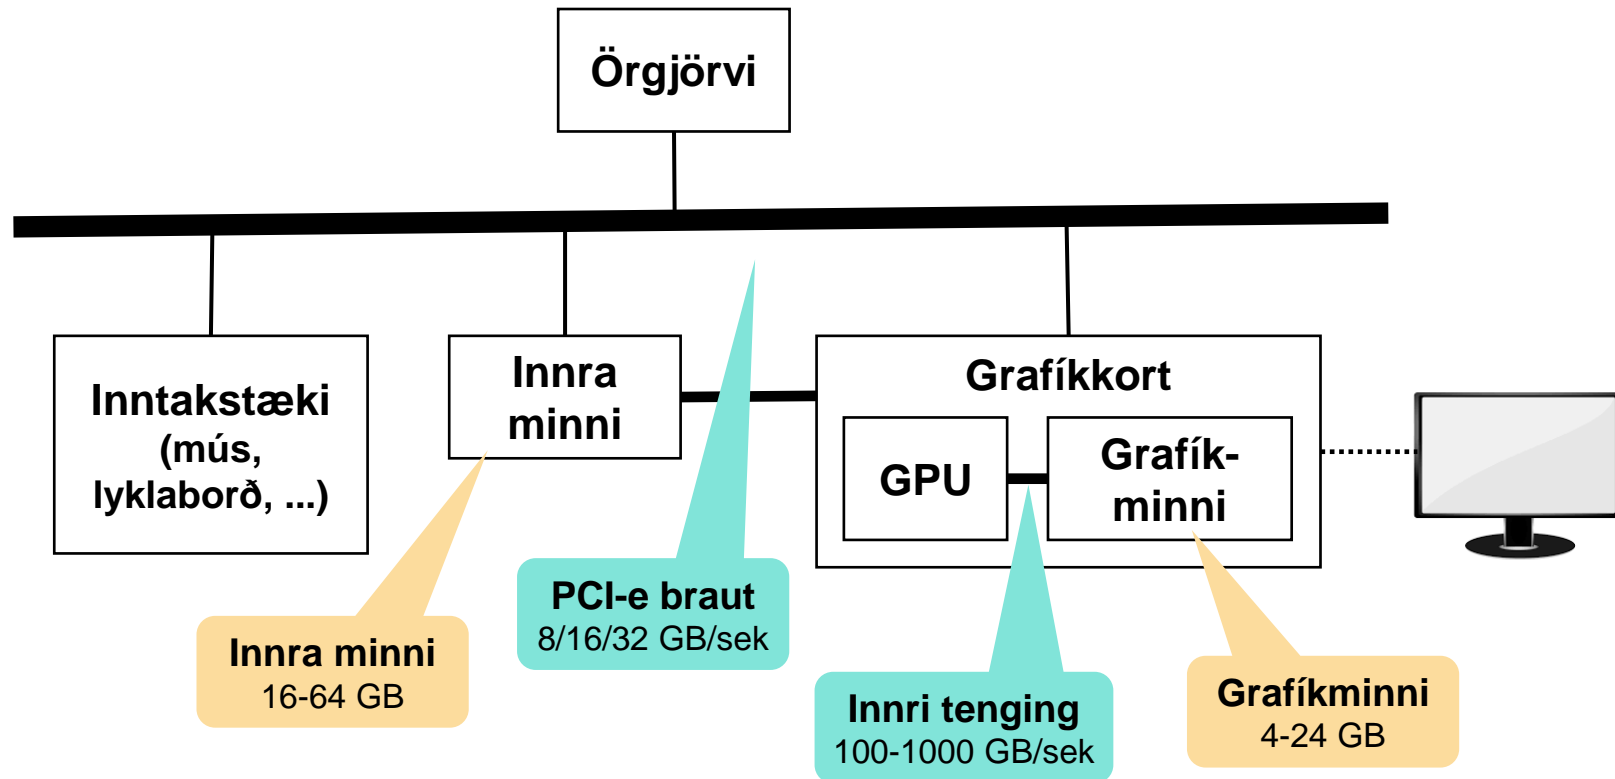 Örgjörvi
Inntakstæki
(mús,
lyklaborð, ...)
Innra
minni
Grafíkkort
GPU
Grafík-
minni
Innra minni
16-64 GB
PCI-e braut
8/16/32 GB/sek
Innri tenging
100-1000 GB/sek
Grafíkminni
4-24 GB